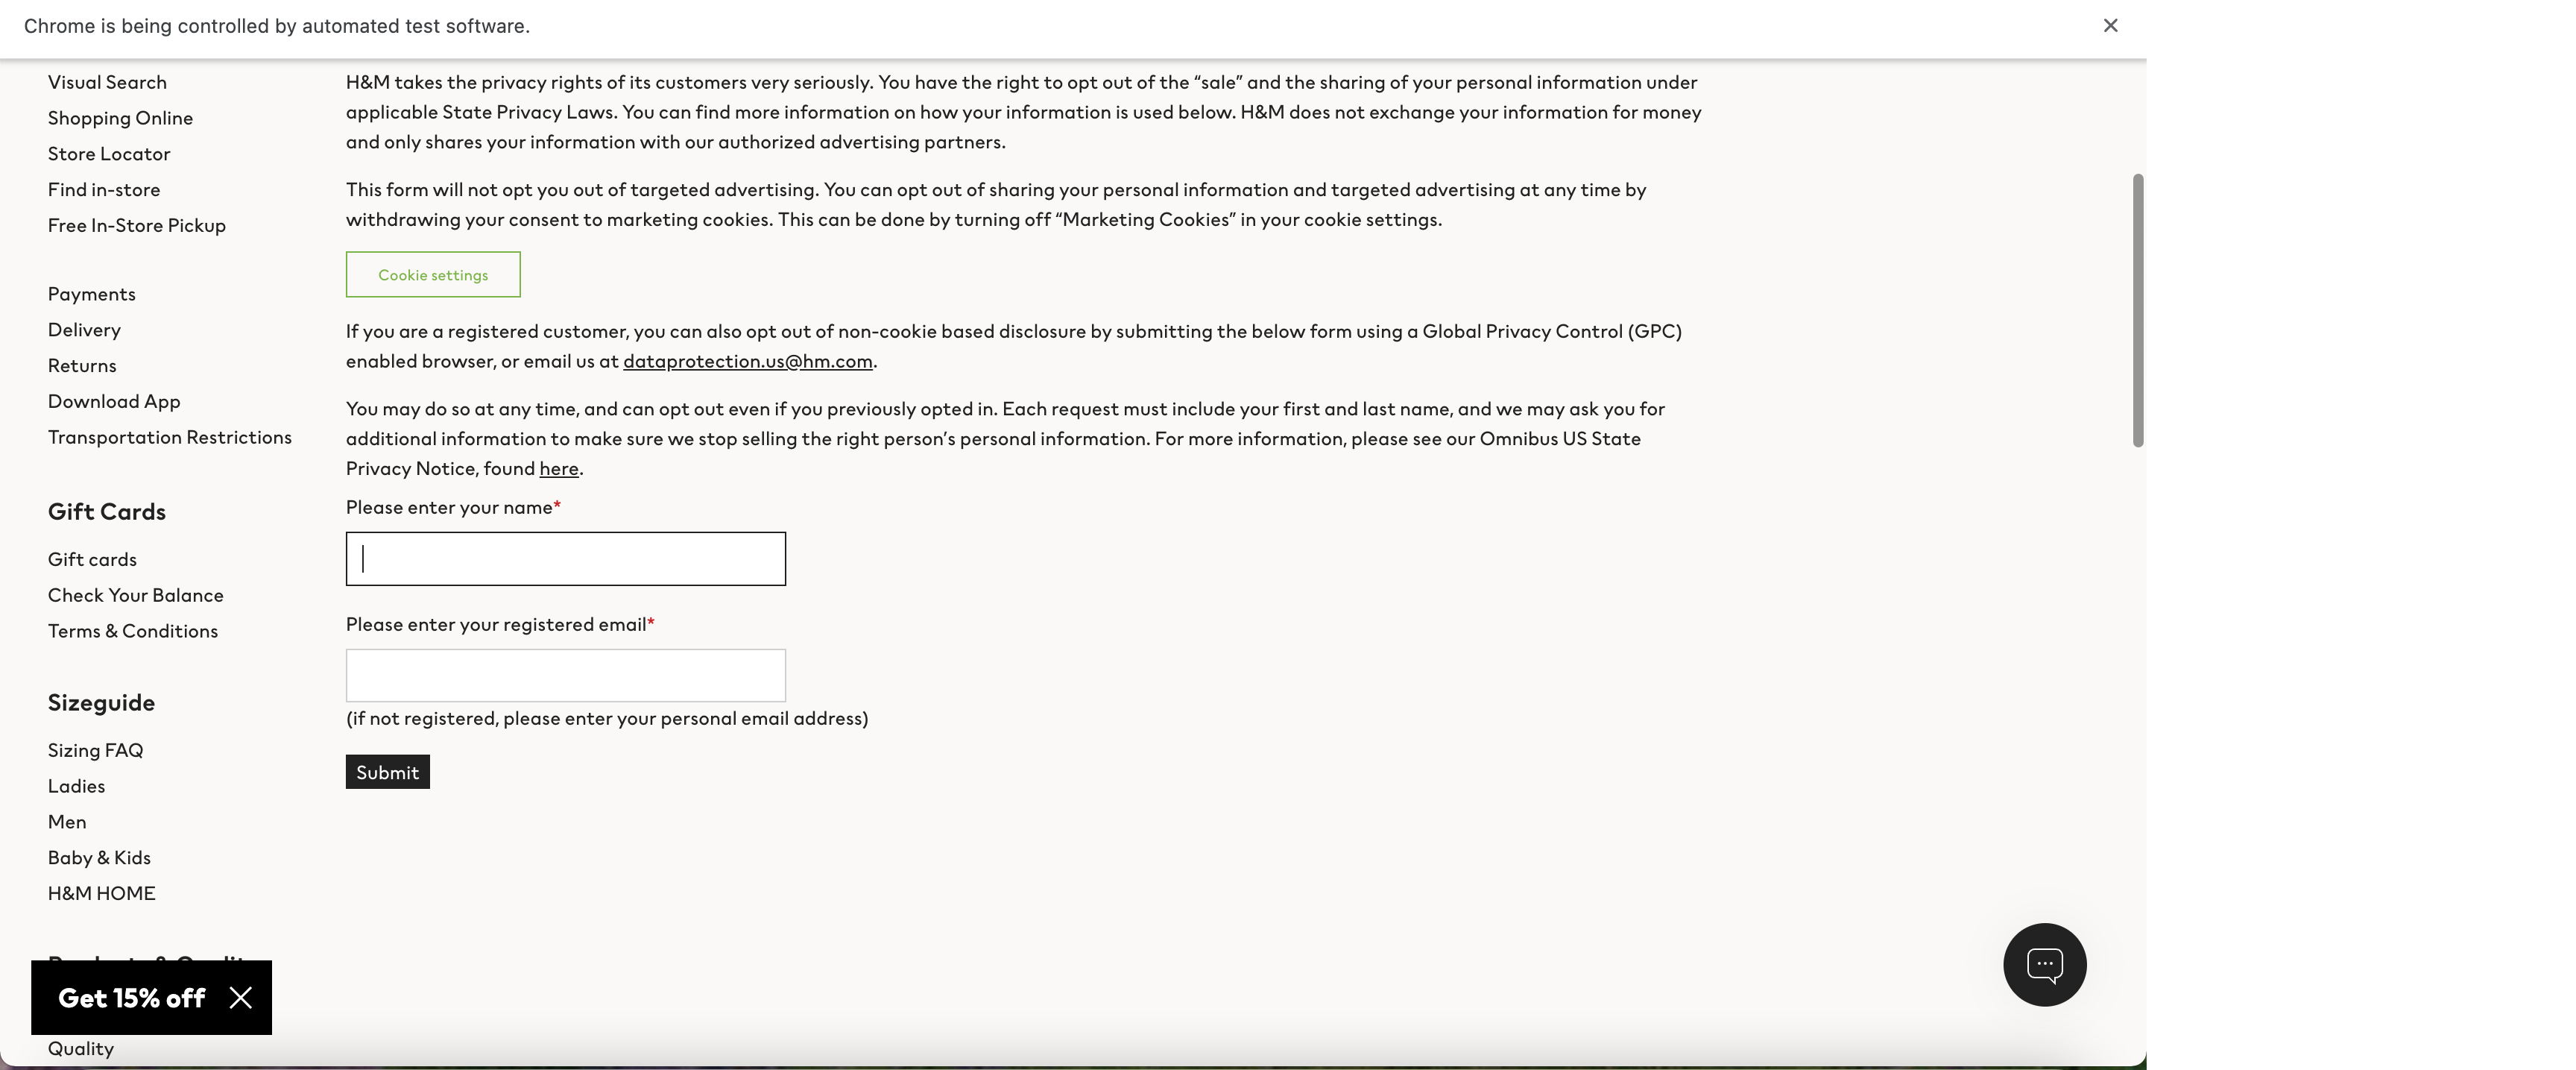 Chrome is being controlled by automated test software.
Visual Search
Shopping Online
Store Locator
Find in-store
Free In-Store Pickup
Payments
Delivery
Returns
Download App
Transportation Restrictions
Gift Cards
Gift cards
Check Your Balance
Terms & Conditions
Sizeguide
Sizing FAQ
Ladies
Men
Baby & Kids
H&M HOME
Get 15% off
Quality
H&M takes the privacy rights of its customers very seriously. You have the right to opt out of the “sale” and the sharing of your personal information under
applicable State Privacy Laws. You can find more information on how your information is used below. H&M does not exchange your information for money
and only shares your information with our authorized advertising partners.
This form will not opt you out of targeted advertising. You can opt out of sharing your personal information and targeted advertising at any time by
withdrawing your consent to marketing cookies. This can be done by turning off “Marketing Cookies” in your cookie settings.
Cookie settings
If you are a registered customer, you can also opt out of non-cookie based disclosure by submitting the below form using a Global Privacy Control (GPC)
enabled browser, or email us at dataprotection.us@hm.com.
You may do so at any time, and can opt out even if you previously opted in. Each request must include your first and last name, and we may ask you for
additional information to make sure we stop selling the right person’s personal information. For more information, please see our Omnibus US State
Privacy Notice, found here.
Please enter your name*
Please enter your registered email*
(if not registered, please enter your personal email address)
Submit